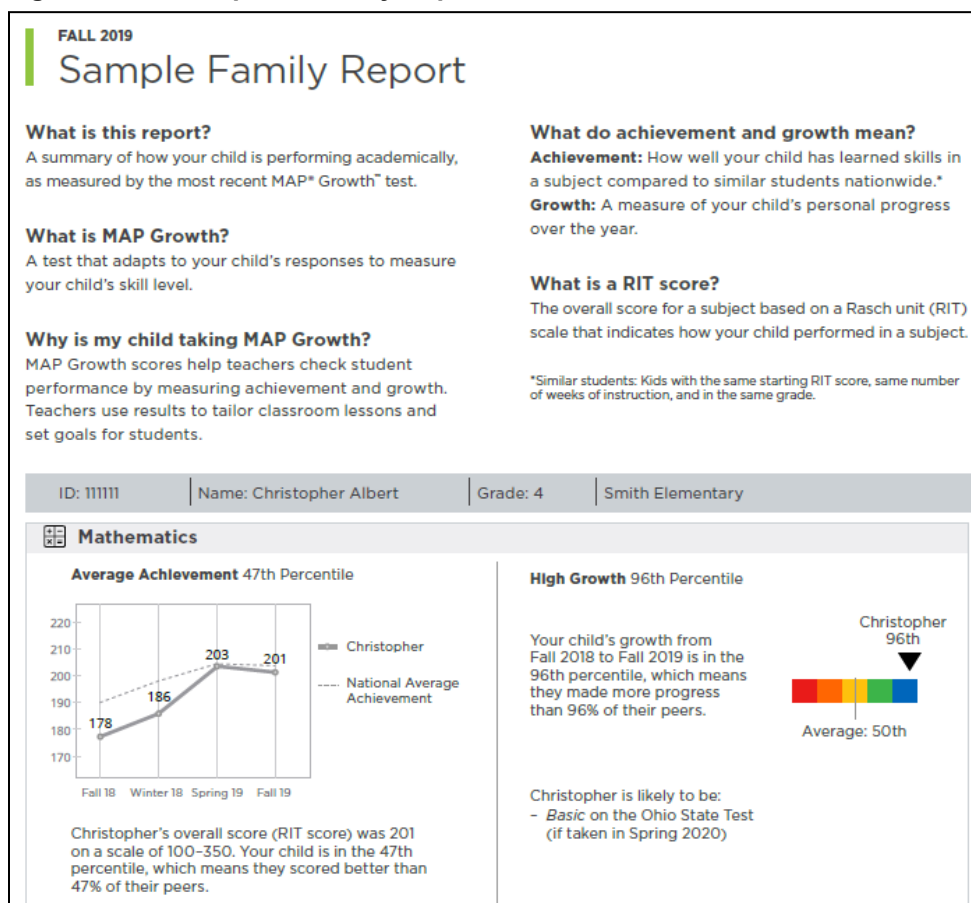 FALL 2019
Sample Family Report
What is this report?
A summary of how your child is performing academically,
as measured by the most recent MAP® Growth™ test.
What is MAP Growth?
A test that adapts to your child's responses to measure
your child's skill level.
Why is my child taking MAP Growth?
MAP Growth scores help teachers check student
performance by measuring achievement and growth.
Teachers use results to tailor classroom lessons and
set goals for students.
What do achievement and growth mean?
Achievement: How well your child has learned skills in
a subject compared to similar students nationwide.*
Growth: A measure of your child's personal progress
over the year.
What is a RIT score?
The overall score for a subject based on a Rasch unit (RIT)
scale that indicates how your child performed in a subject.
*Similar students: Kids with the same starting RIT score, same number
of weeks of instruction, and in the same grade.
ID: 111111 Name: Christopher Albert Grade: 4 Smith Elementary
Mathematics
Average Achievement 47th Percentile
220
210
200
190
180
170
178
186
203
201
Fall 18 Winter 18 Spring 19 Fall 19
Christopher
National Average
Achievement
Christopher's overall score (RIT score) was 201
on a scale of 100–350. Your child is in the 47th
percentile, which means they scored better than
47% of their peers.
High Growth 96th Percentile
Your child's growth from
Fall 2018 to Fall 2019 is in the
96th percentile, which means
they made more progress
than 96% of their peers.
Christopher
96th
Average: 50th
Christopher is likely to be:
– Basic on the Ohio State Test
(if taken in Spring 2020)